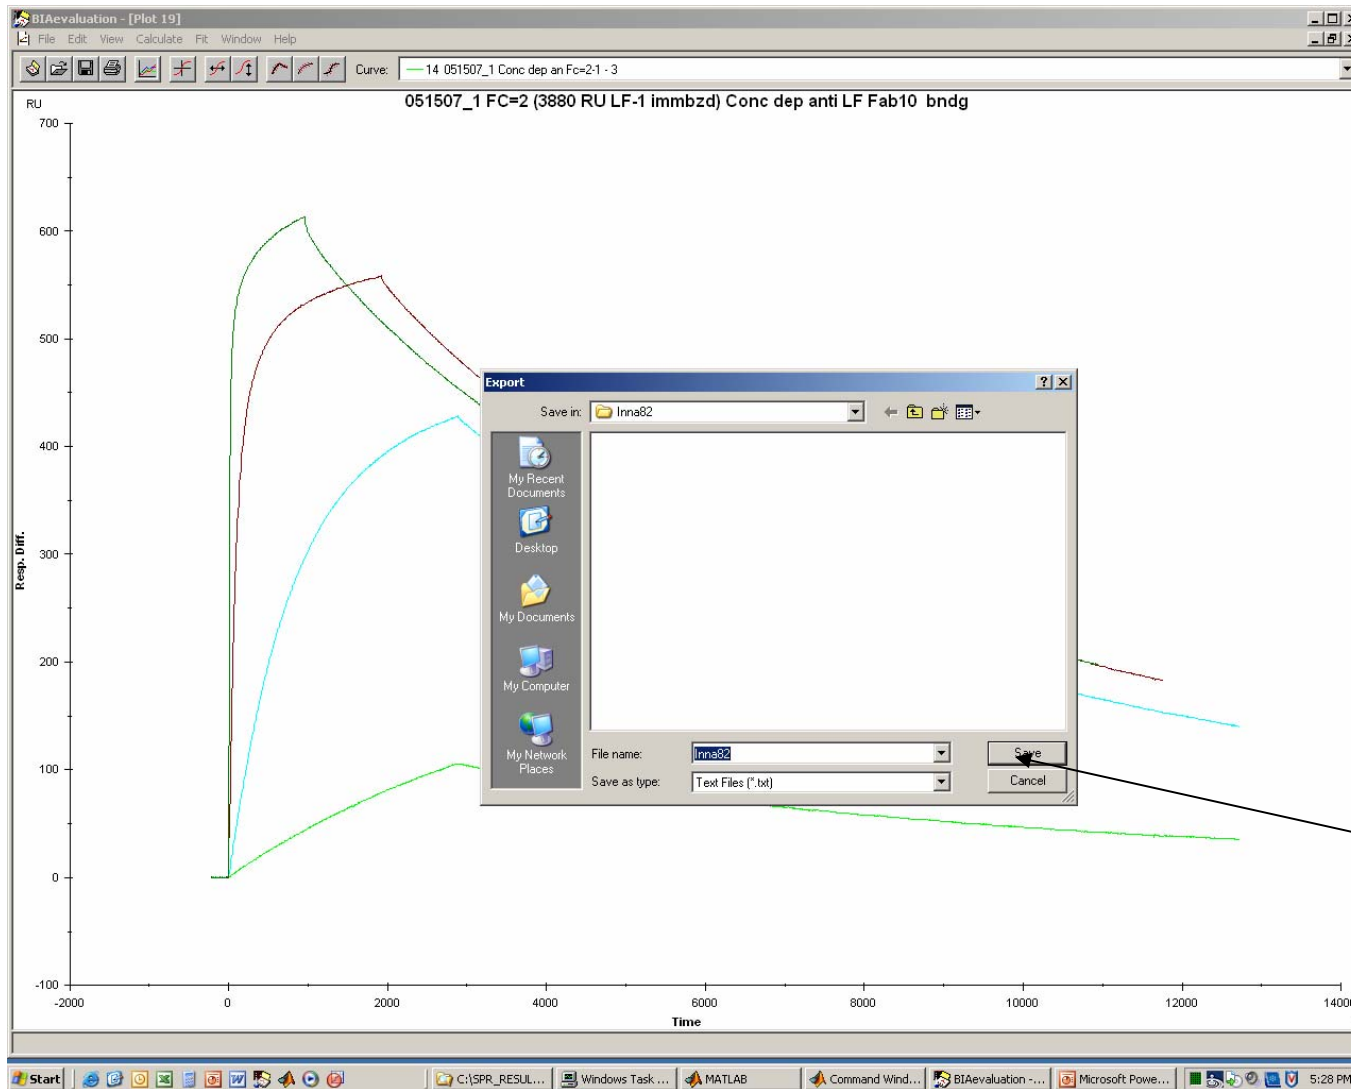 BIAevaluation - [Plot 19]
File Edit View Calculate Fit Window Help
Curve: 14 051507_1 Conc dep an Fc=2-1 - 3
RU
051507_1 FC=2 (3880 RU LF-1 immbzd) Conc dep anti LF Fab10 bndg
700
600
500
400
300
200
100
0
-100
Resp. Diff.
Export
Save in: Inna82
My Recent
Documents
Desktop
My Documents
My Computer
My Network
Places
File name: Inna82
Save
Save as type: Text Files (*.txt)
Cancel
-2000 0 2000 4000 6000 8000 10000 12000 14000
Time
Start C:\SPR_RESUL... Windows Task ... MATLAB Command Wind... BIAevaluation -... Microsoft Powe... 5:28 PM